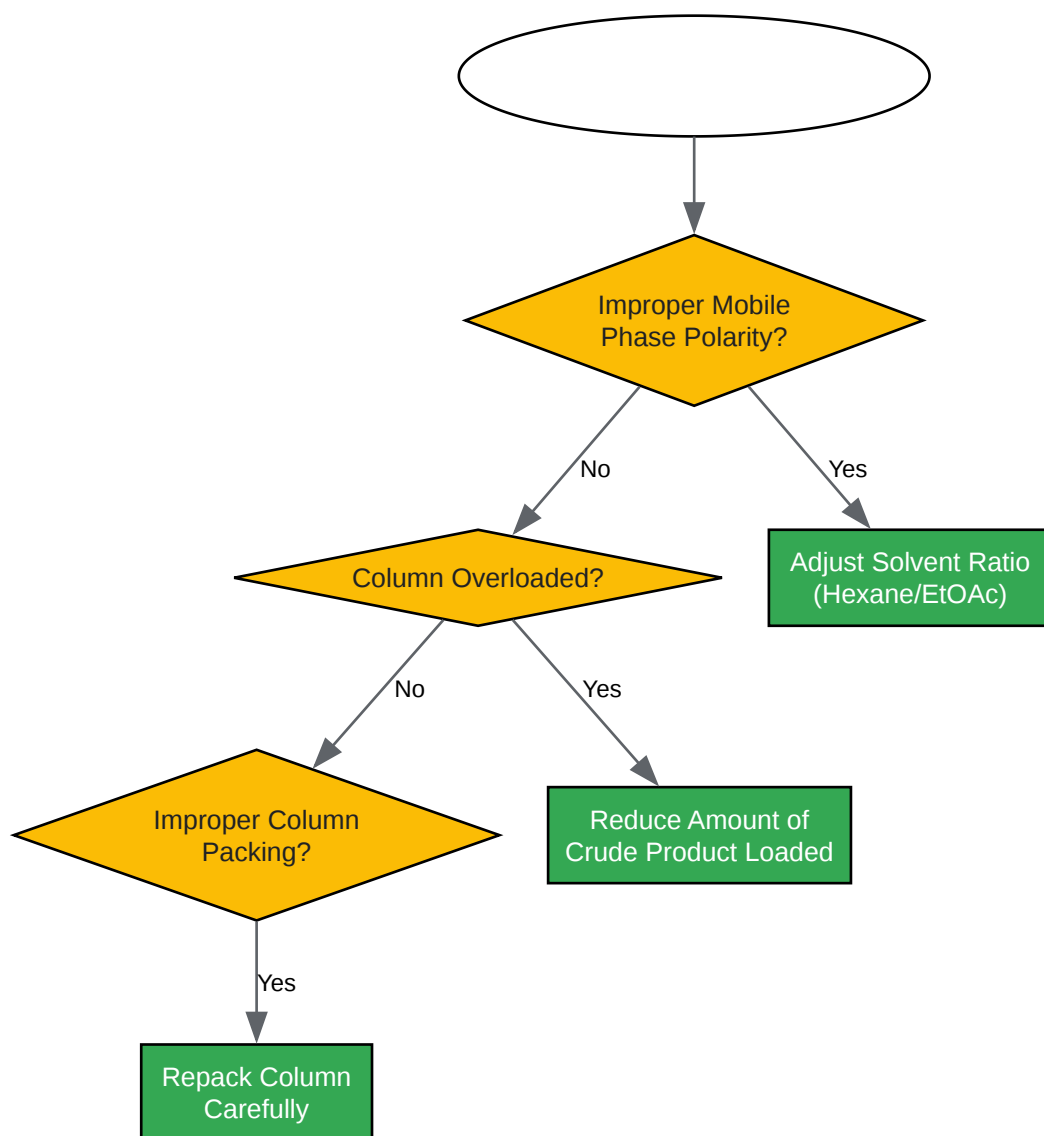 Improper Mobile
Phase Polarity?
No
Yes
Column Overloaded?
Adjust Solvent Ratio
(Hexane/EtOAc)
No
Yes
Improper Column
Packing?
Reduce Amount of
Crude Product Loaded
Yes
Repack Column
Carefully